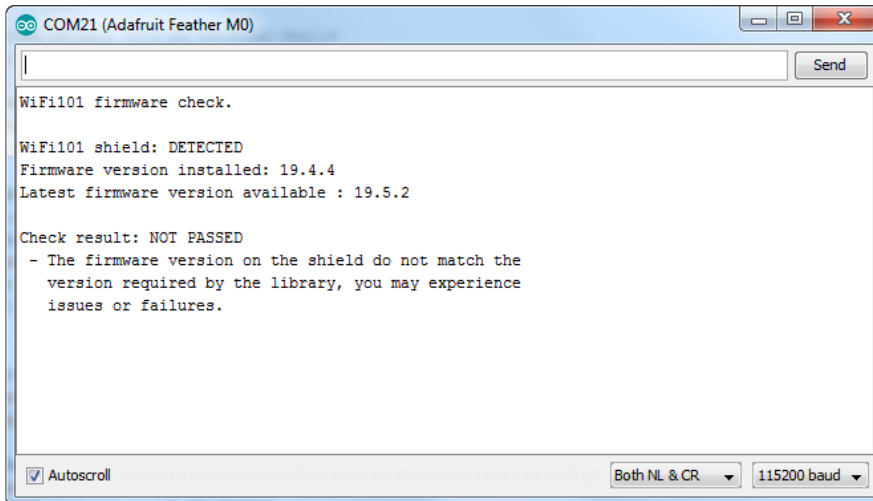 COM21 (Adafruit Feather M0)
Send
WiFi101 firmware check.
WiFi101 shield: DETECTED
Firmware version installed: 19.4.4
Latest firmware version available : 19.5.2
Check result: NOT PASSED
- The firmware version on the shield do not match the
version required by the library, you may experience
issues or failures.
Autoscroll
Both NL & CR
115200 baud